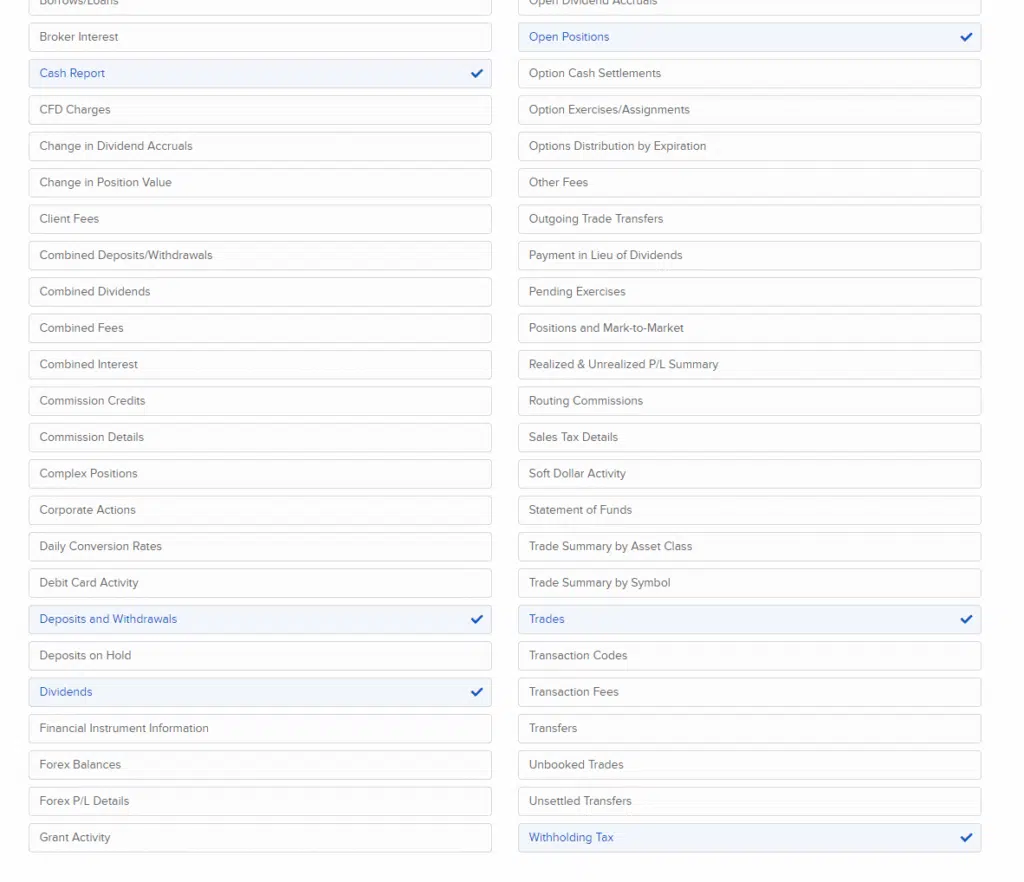 Borrows/Loans
Broker Interest
Cash Report
CFD Charges
Change in Dividend Accruals
Change in Position Value
Client Fees
Combined Deposits/Withdrawals
Combined Dividends
Combined Fees
Combined Interest
Commission Credits
Commission Details
Complex Positions
Corporate Actions
Daily Conversion Rates
Debit Card Activity
Deposits and Withdrawals
Deposits on Hold
Dividends
Financial Instrument Information
Forex Balances
Forex P/L Details
Grant Activity
Open Dividend Accruals
Open Positions
Option Cash Settlements
Option Exercises/Assignments
Options Distribution by Expiration
Other Fees
Outgoing Trade Transfers
Payment in Lieu of Dividends
Pending Exercises
Positions and Mark-to-Market
Realized & Unrealized P/L Summary
Routing Commissions
Sales Tax Details
Soft Dollar Activity
Statement of Funds
Trade Summary by Asset Class
Trade Summary by Symbol
Trades
Transaction Codes
Transaction Fees
Transfers
Unbooked Trades
Unsettled Transfers
Withholding Tax